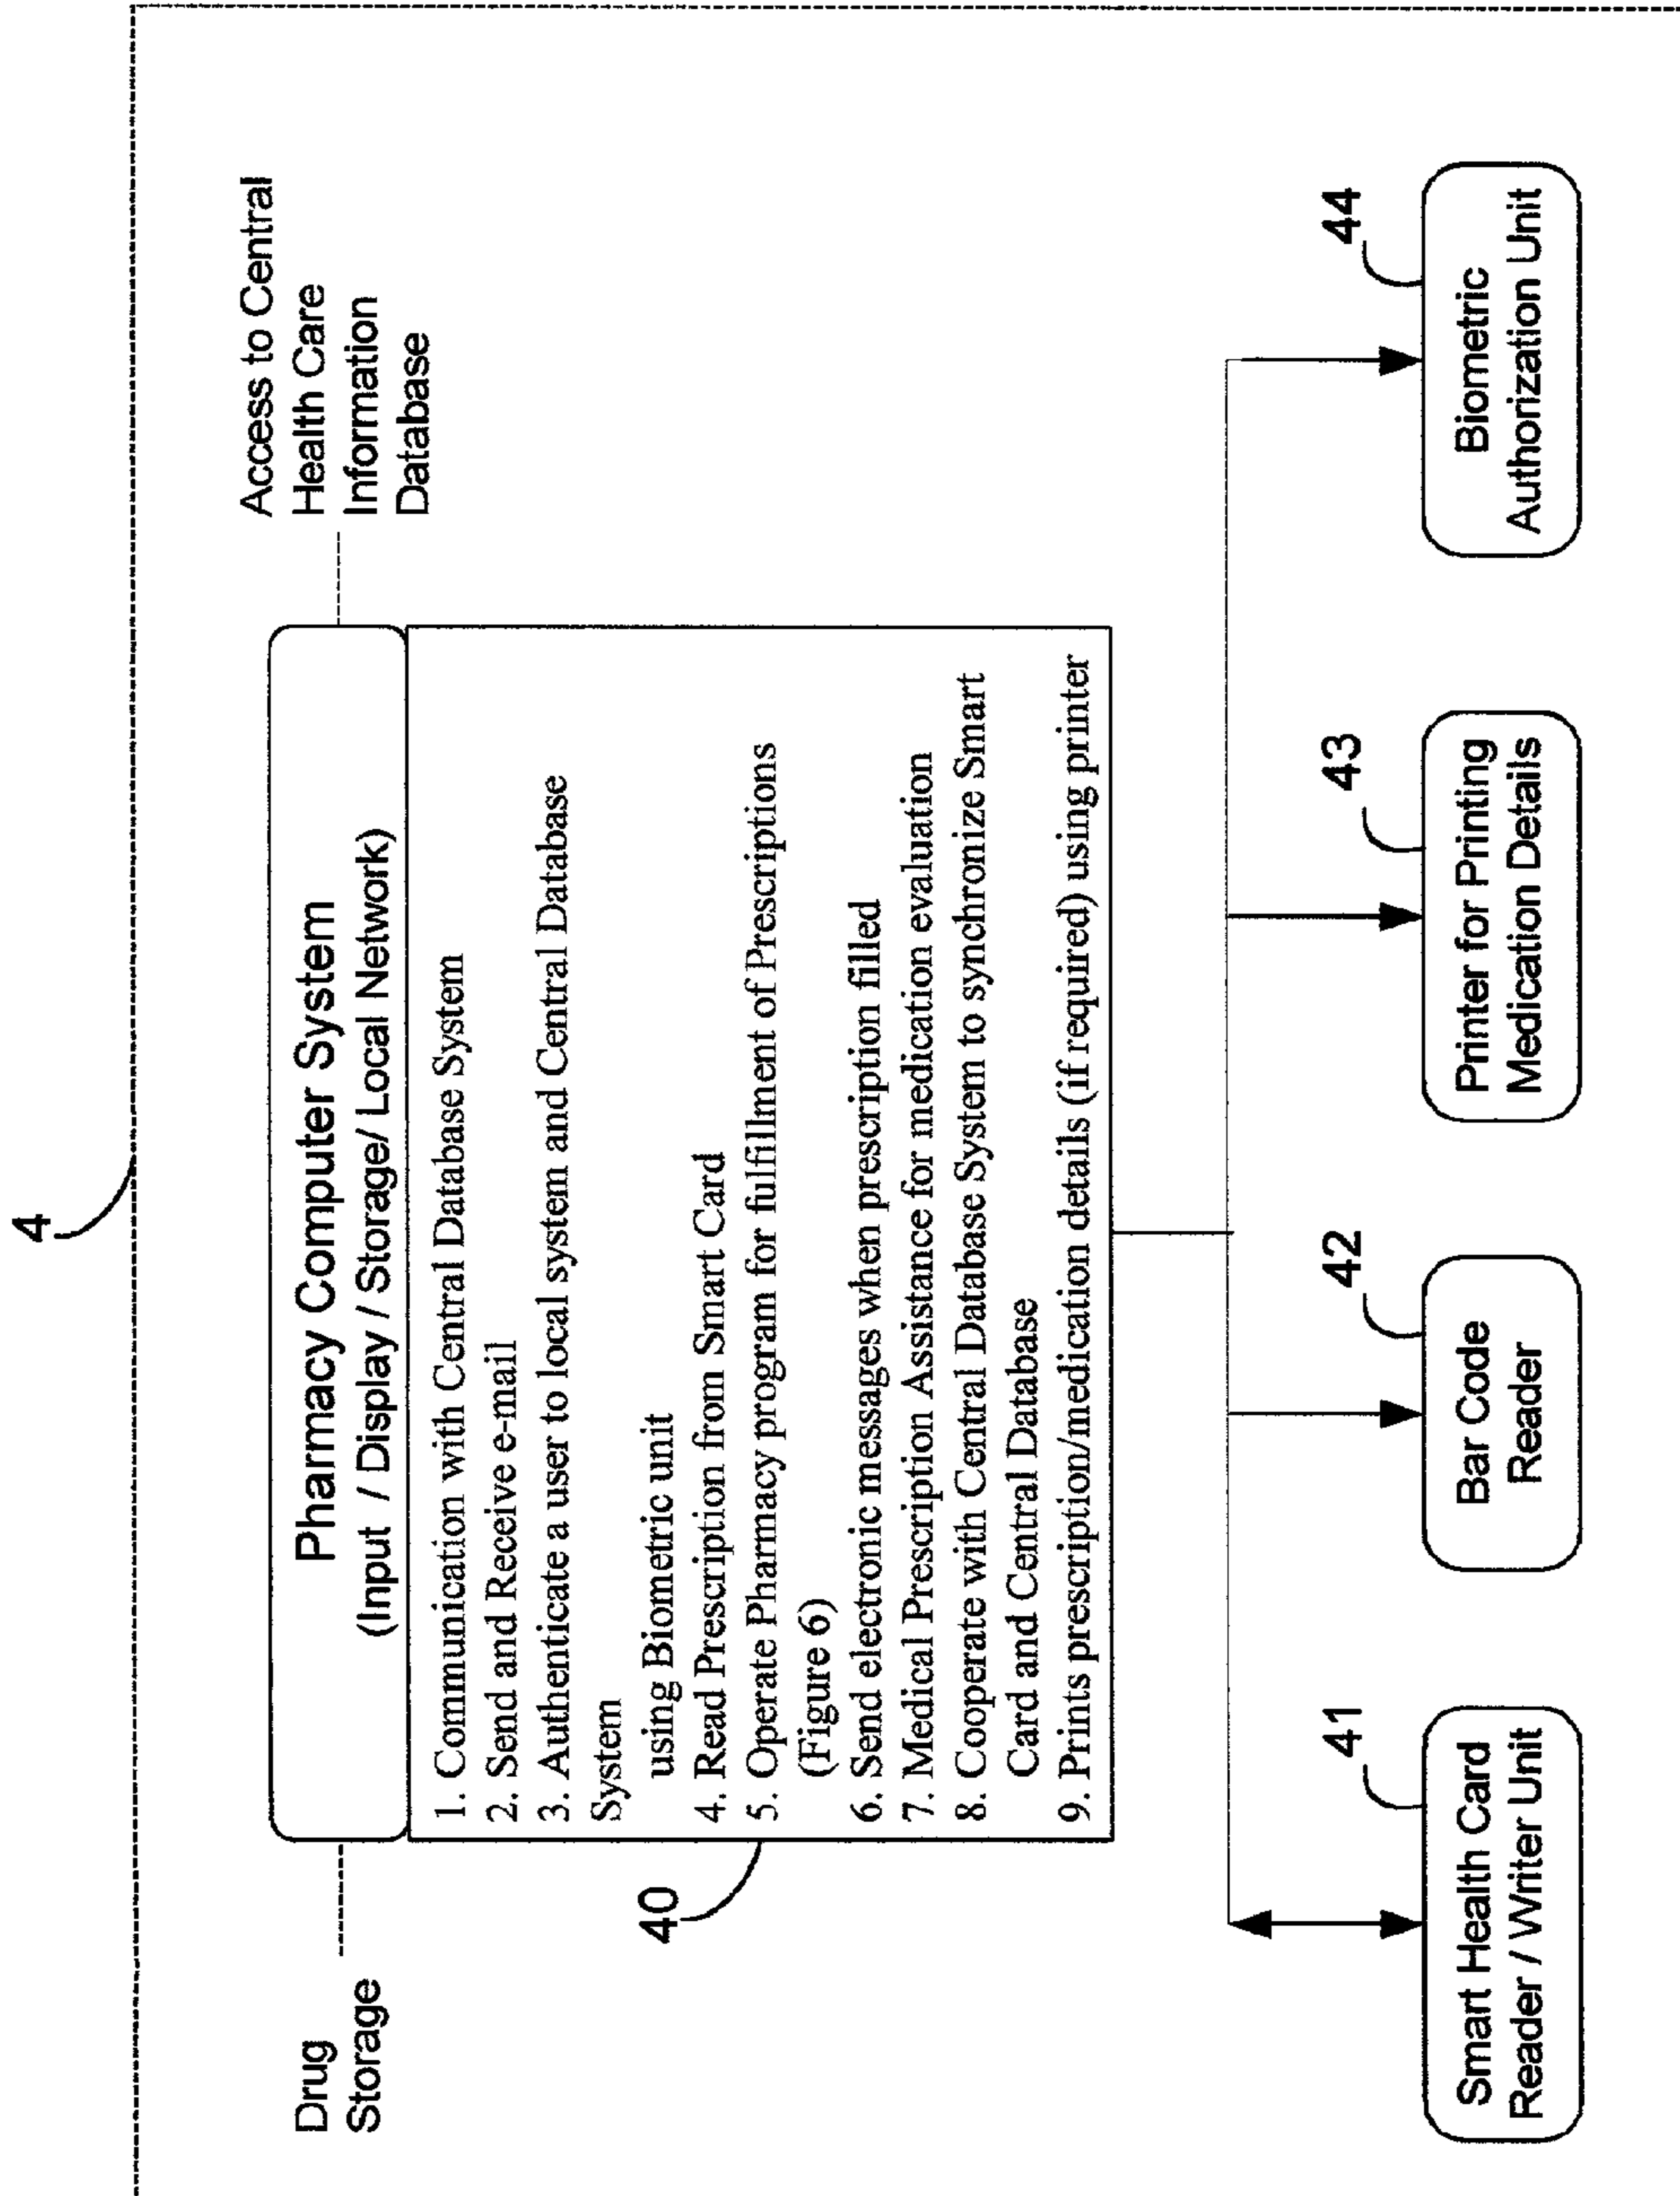 4
Drug
Storage
Access to Central
Health Care
Information
Database
Pharmacy Computer System
(Input / Display / Storage/ Local Network)
40
1. Communication with Central Database System
2. Send and Receive e-mail
3. Authenticate a user to local system and Central Database
System
using Biometric unit
4. Read Prescription from Smart Card
5. Operate Pharmacy program for fulfillment of Prescriptions
(Figure 6)
6. Send electronic messages when prescription filled
7. Medical Prescription Assistance for medication evaluation
8. Cooperate with Central Database System to synchronize Smart
Card and Central Database
9. Prints prescription/medication details (if required) using printer
41
Smart Health Card
Reader / Writer Unit
42
Bar Code
Reader
43
Printer for Printing
Medication Details
44
Biometric
Authorization Unit